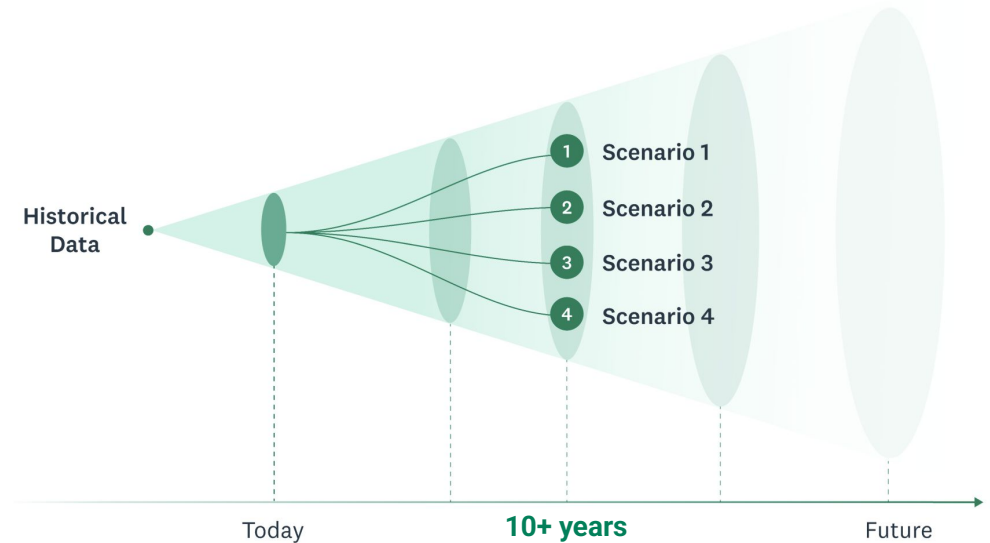 Historical
Data
1 Scenario 1
2 Scenario 2
3 Scenario 3
4 Scenario 4
Today
10+ years
Future